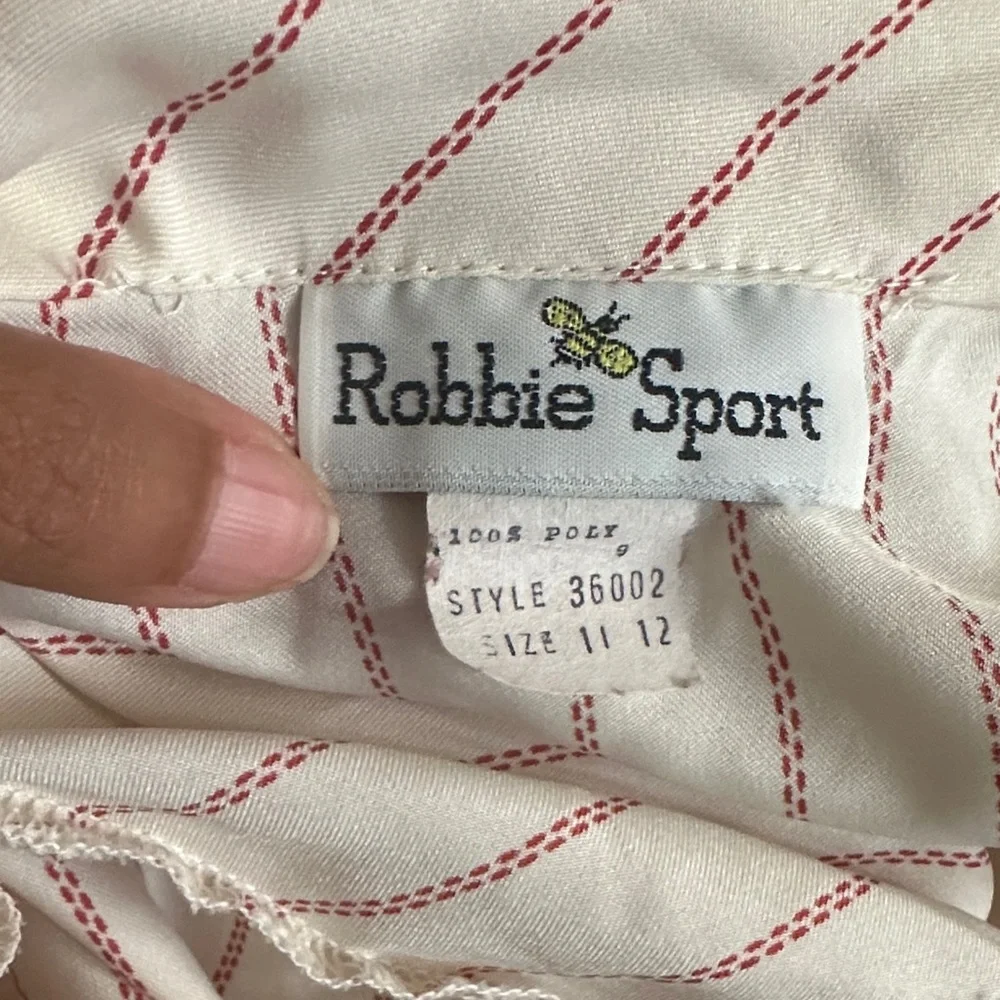 Robbie Sport
100% POLY
9
STYLE 36002
SIZE 11 12